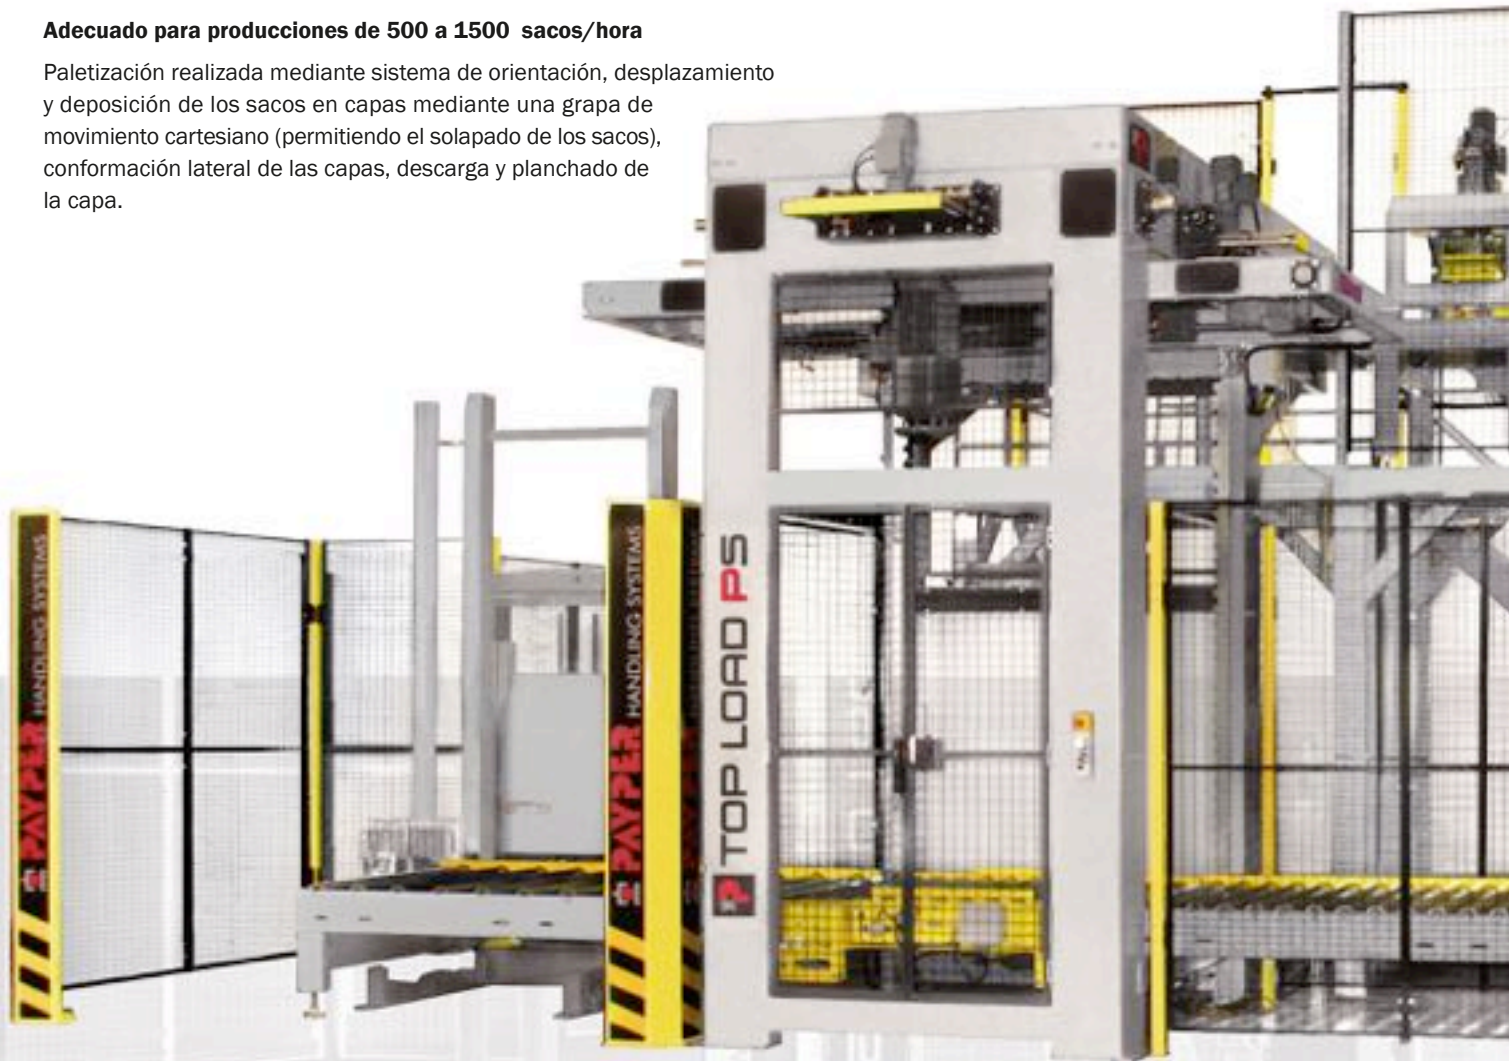 Adecuado para producciones de 500 a 1500 sacos/hora
Paletización realizada mediante sistema de orientación, desplazamiento
y deposición de los sacos en capas mediante una grapa de
movimiento cartesiano (permitiendo el solapado de los sacos),
conformación lateral de las capas, descarga y planchado de
la capa.
PAYPER HANDLING SYSTEMS
PAYPER HANDLING SYSTEMS
P TOP LOAD PS